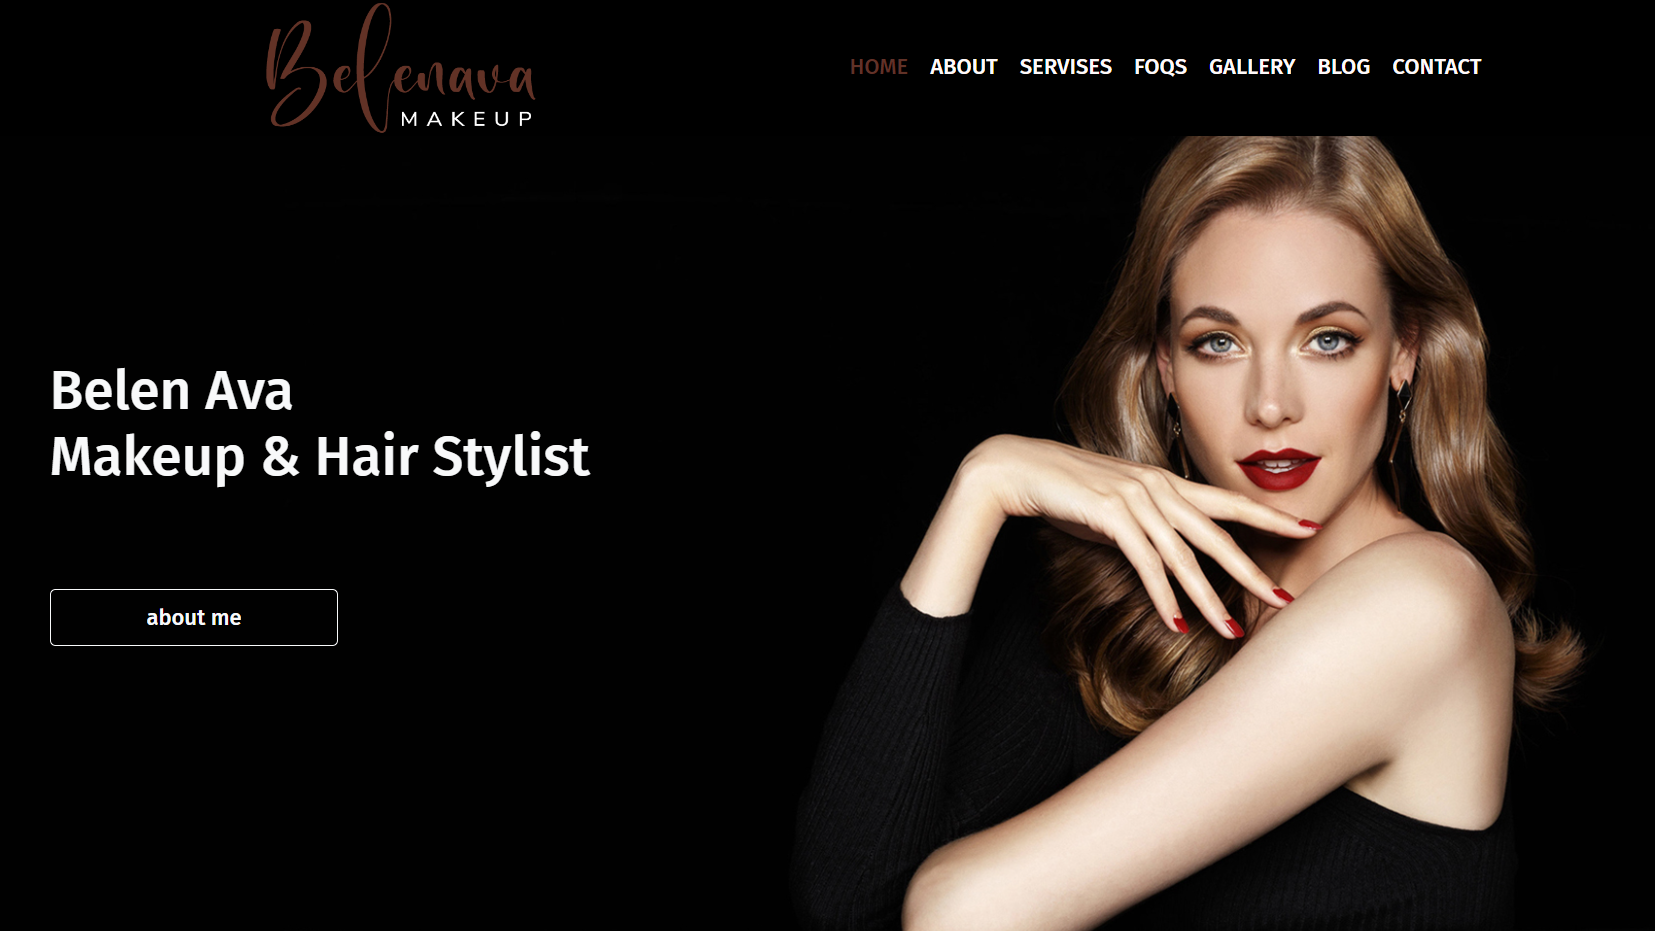 Belenava
MAKEUP
HOME ABOUT SERVISES FOQS GALLERY BLOG CONTACT
Belen Ava
Makeup & Hair Stylist
about me